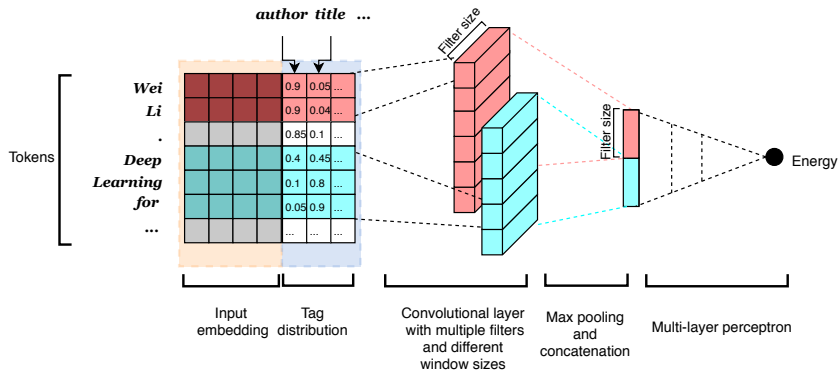 author title ...
Filter size
Wei 0.9 0.05 ...
Li 0.9 0.04 ...
. 0.85 0.1 ...
Deep 0.4 0.45 ...
Learning 0.1 0.8 ...
for 0.05 0.9 ...
... ... ... ...
Tokens
Filter size
Energy
Input
embedding
Tag
distribution
Convolutional layer
with multiple filters
and different
window sizes
Max pooling
and
concatenation
Multi-layer perceptron